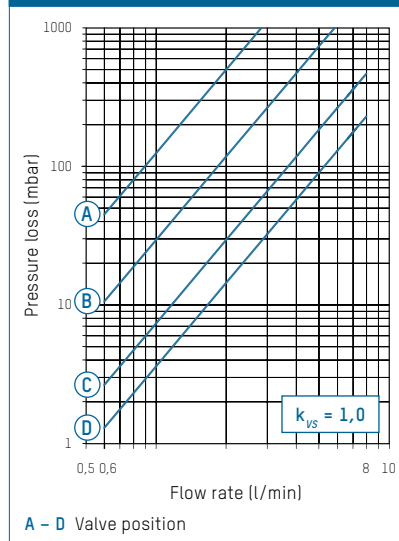 1000
100
10
1
Pressure loss (mbar)
A
B
C
D
k_vs = 1,0
0,5 0,6 8 10
Flow rate (l/min)
A – D Valve position